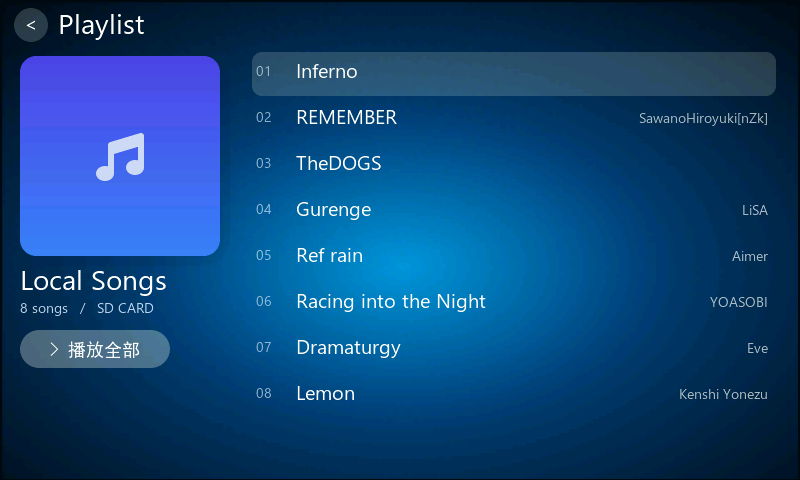 < Playlist
Local Songs
8 songs / SD CARD
> 播放全部
01 Inferno
02 REMEMBER SawanoHiroyuki[nZk]
03 TheDOGS
04 Gurenge LiSA
05 Ref rain Aimer
06 Racing into the Night YOASOBI
07 Dramaturgy Eve
08 Lemon Kenshi Yonezu